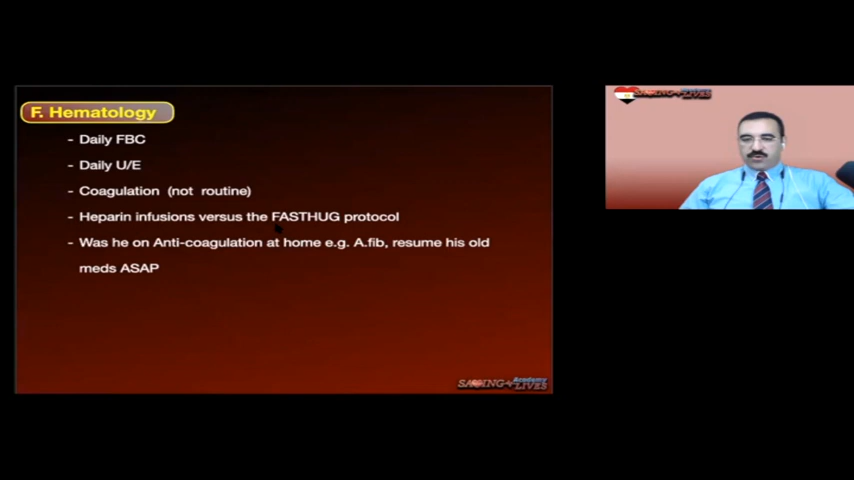 F. Hematology
- Daily FBC
- Daily U/E
- Coagulation (not routine)
- Heparin infusions versus the FASTHUG protocol
- Was he on Anti-coagulation at home e.g. A.fib, resume his old
meds ASAP
SAVING LIVES Academy